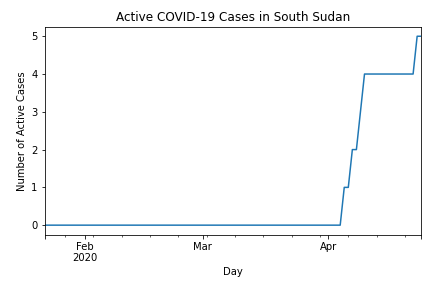 Active COVID-19 Cases in South Sudan
5
4
3
2
1
0
Number of Active Cases
Feb
2020
Mar
Apr
Day